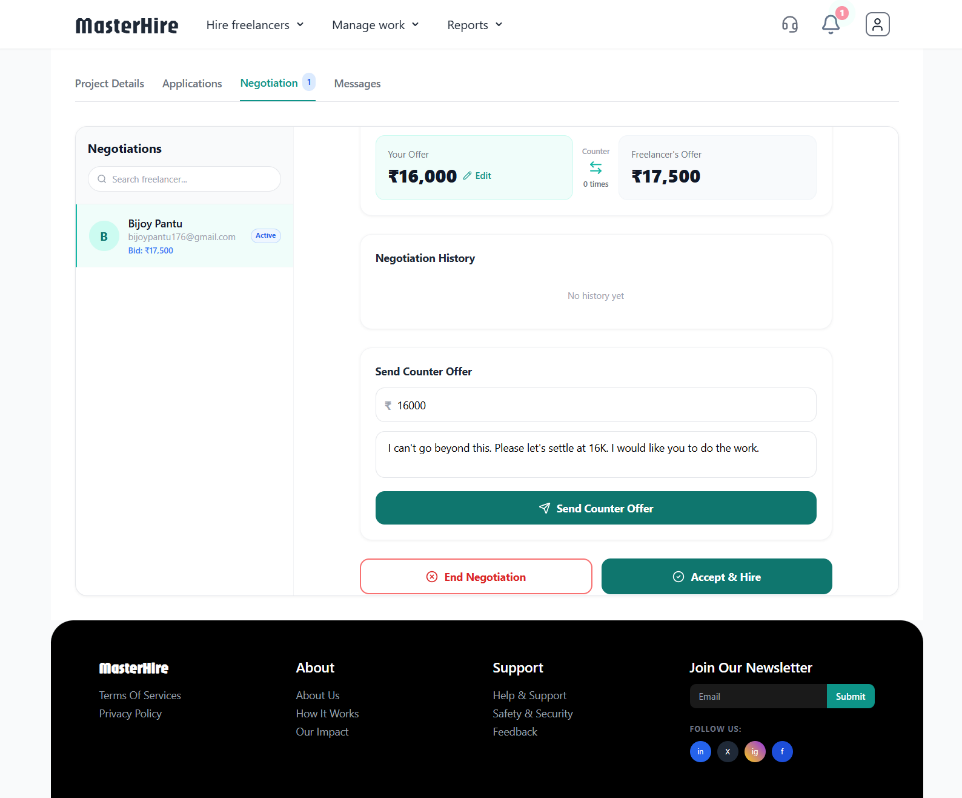 MasterHire
Hire freelancers
Manage work
Reports
1
Project Details
Applications
Negotiation 1
Messages
Negotiations
Search freelancer...
B
Bijoy Pantu
bijoypantu176@gmail.com
Bid: ₹17,500
Active
Your Offer
₹16,000 Edit
Counter
0 times
Freelancer's Offer
₹17,500
Negotiation History
No history yet
Send Counter Offer
₹ 16000
I can't go beyond this. Please let's settle at 16K. I would like you to do the work.
Send Counter Offer
End Negotiation
Accept & Hire
MasterHire
Terms Of Services
Privacy Policy
About
About Us
How It Works
Our Impact
Support
Help & Support
Safety & Security
Feedback
Join Our Newsletter
Email
Submit
FOLLOW US:
in
X
ig
f